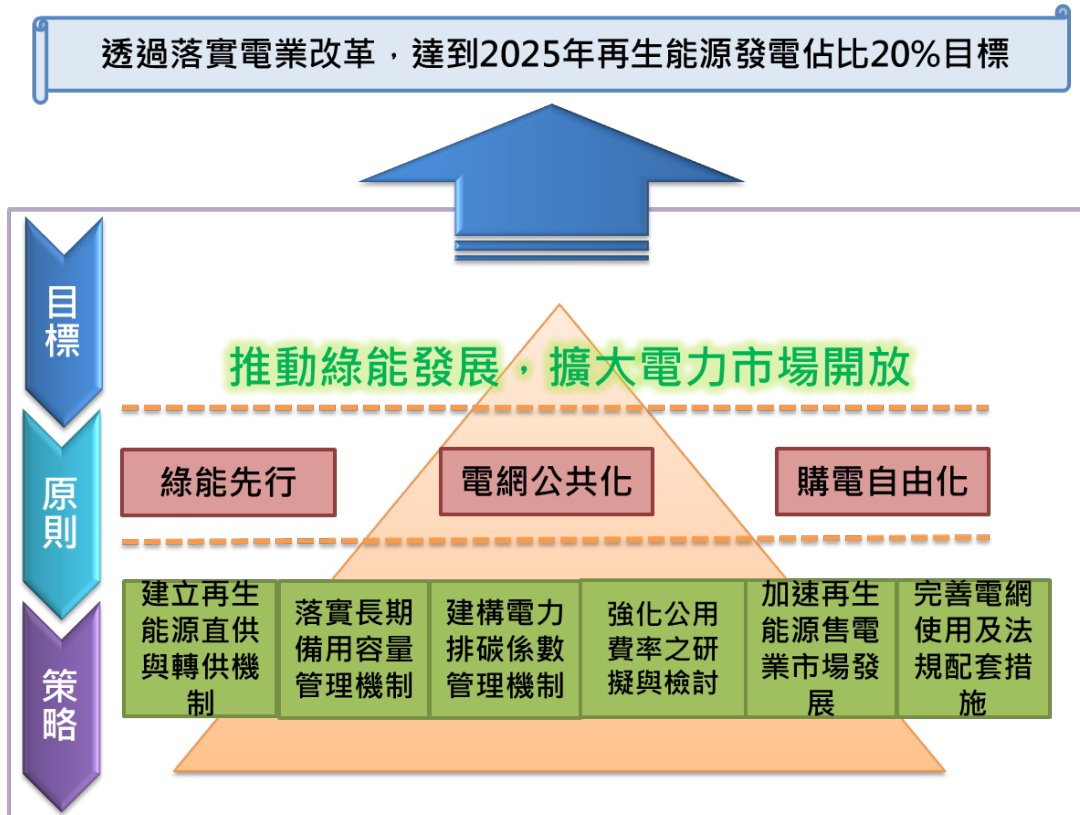 透過落實電業改革，達到2025年再生能源發電佔比20%目標
目標
推動綠能發展，擴大電力市場開放
原則
綠能先行
電網公共化
購電自由化
策略
建立再生
能源直供
與轉供機
制
落實長期
備用容量
管理機制
建構電力
排碳係數
管理機制
強化公用
費率之研
擬與檢討
加速再生
能源售電
業市場發
展
完善電網
使用及法
規配套措
施